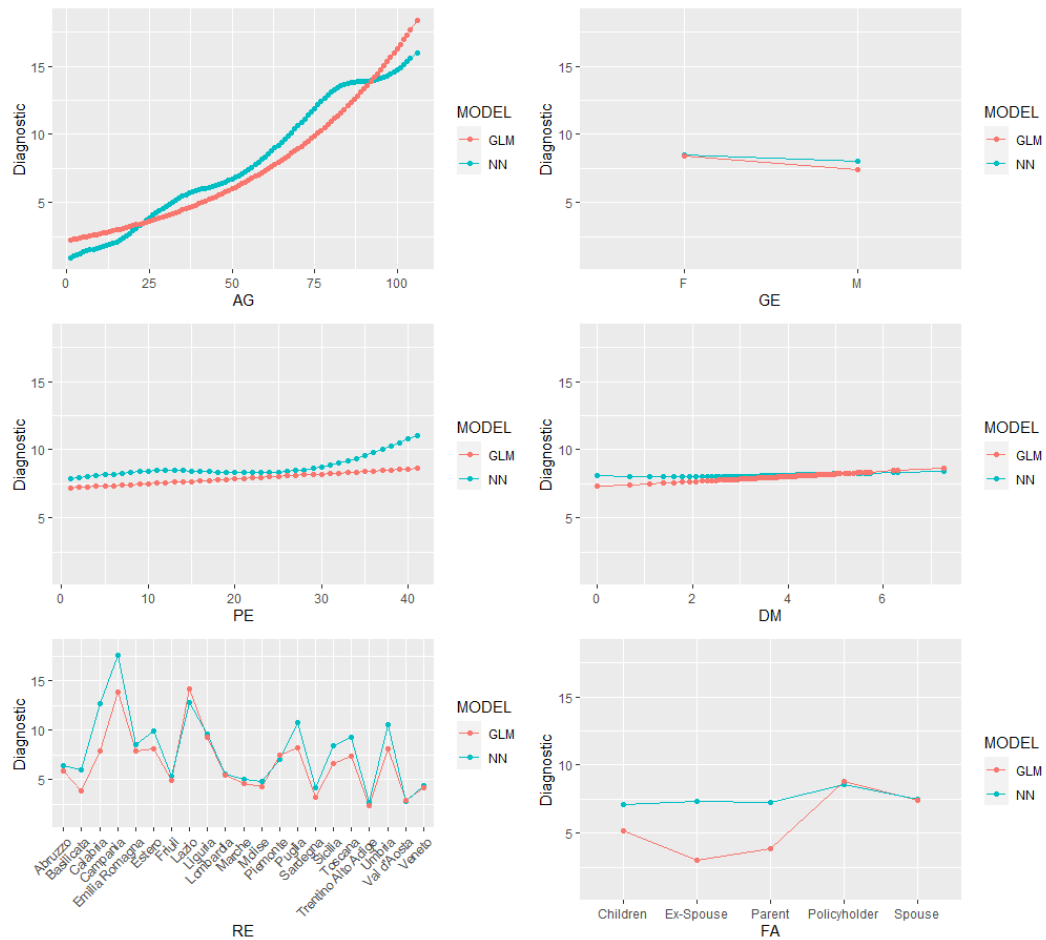 Diagnostic
15
10
5
0
25
50
75
100
AG
MODEL
GLM
NN
Diagnostic
15
10
5
F
M
GE
MODEL
GLM
NN
Diagnostic
15
10
5
0
10
20
30
40
PE
MODEL
GLM
NN
Diagnostic
15
10
5
0
2
4
6
DM
MODEL
GLM
NN
Diagnostic
15
10
5
Abruzzo
Basilicata
Calabria
Campania
Emilia Romagna
Estero
Friuli
Lazio
Liguria
Lombardia
Marche
Molise
Piemonte
Puglia
Sardegna
Sicilia
Toscana
Trentino Alto Adige
Umbria
Val d'Aosta
Veneto
RE
MODEL
GLM
NN
Diagnostic
15
10
5
Children
Ex-Spouse
Parent
Policyholder
Spouse
FA
MODEL
GLM
NN